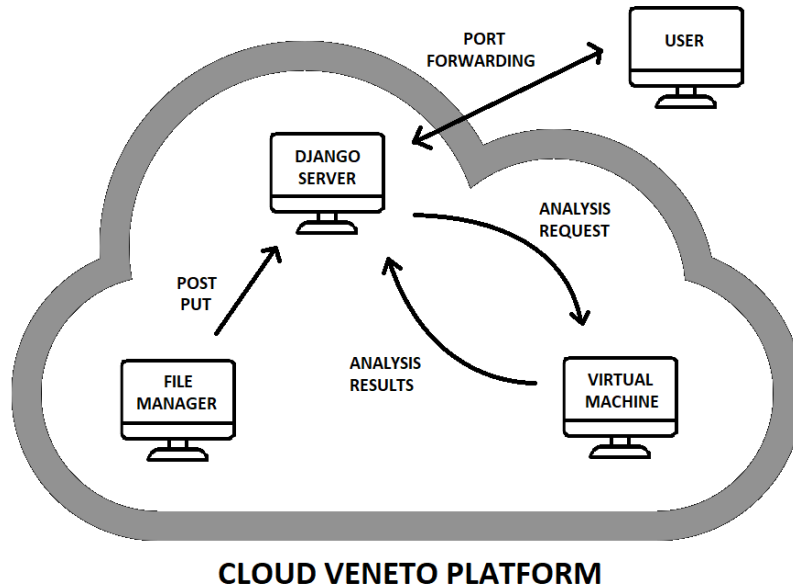 PORT
FORWARDING
USER
DJANGO
SERVER
ANALYSIS
REQUEST
POST
PUT
ANALYSIS
RESULTS
FILE
MANAGER
VIRTUAL
MACHINE
CLOUD VENETO PLATFORM